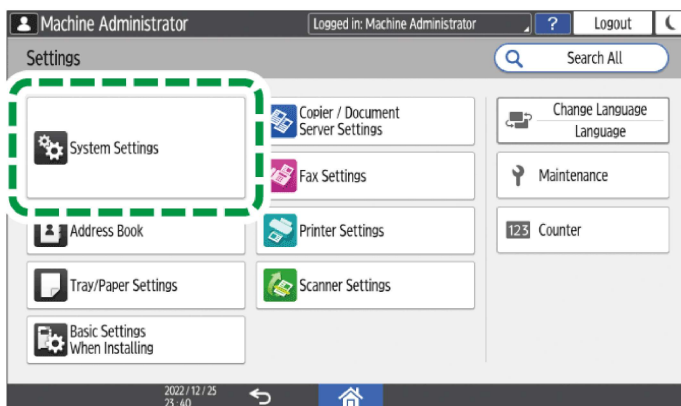 Machine Administrator
Logged in: Machine Administrator
?
Logout
Settings
Search All
System Settings
Copier / Document
Server Settings
Change Language
Language
Fax Settings
Maintenance
Address Book
Printer Settings
123 Counter
Tray/Paper Settings
Scanner Settings
Basic Settings
When Installing
2022/12/25
23:40